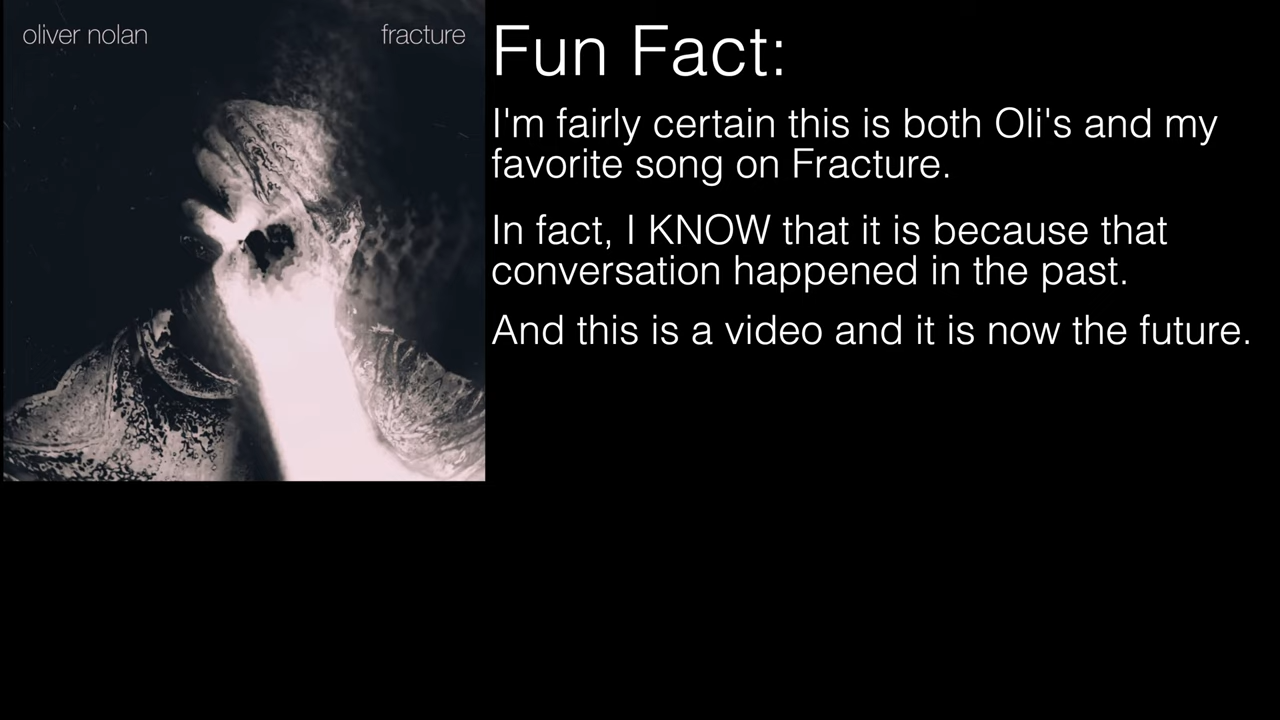 oliver nolan
fracture
Fun Fact:
I'm fairly certain this is both Oli's and my
favorite song on Fracture.
In fact, I KNOW that it is because that
conversation happened in the past.
And this is a video and it is now the future.